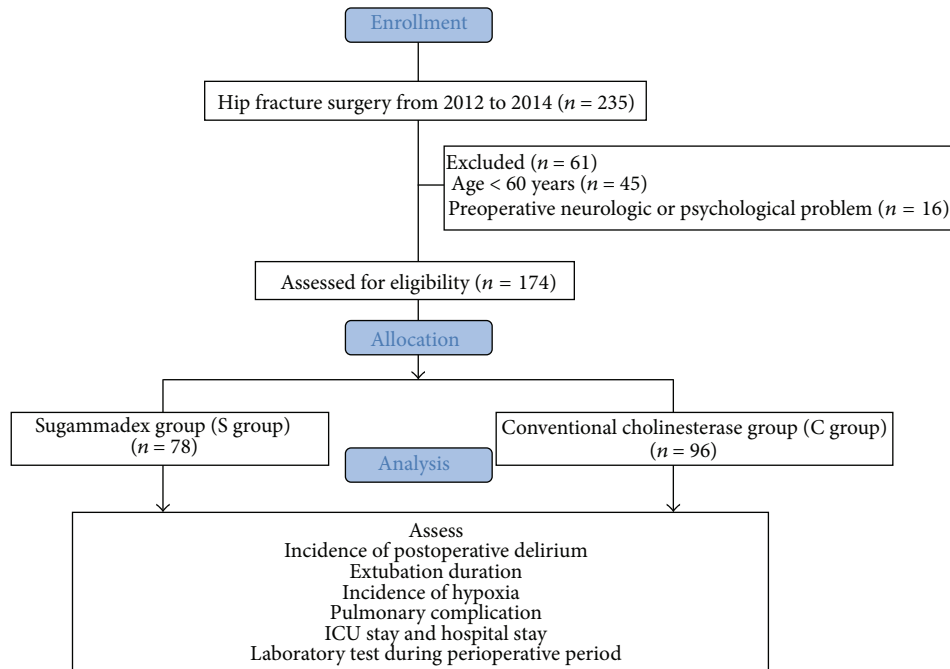 Enrollment
Hip fracture surgery from 2012 to 2014 (n = 235)
Excluded (n = 61)
Age < 60 years (n = 45)
Preoperative neurologic or psychological problem (n = 16)
Assessed for eligibility (n = 174)
Allocation
Sugammadex group (S group)
(n = 78)
Conventional cholinesterase group (C group)
(n = 96)
Analysis
Assess
Incidence of postoperative delirium
Extubation duration
Incidence of hypoxia
Pulmonary complication
ICU stay and hospital stay
Laboratory test during perioperative period